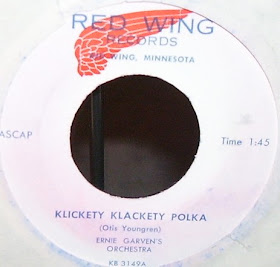 RED WING
RECORDS
RED WING, MINNESOTA
ASCAP
Time 1:45
KLICKETY KLACKETY POLKA
(Otis Youngren)
ERNIE GARVEN'S
ORCHESTRA
KB 3149A